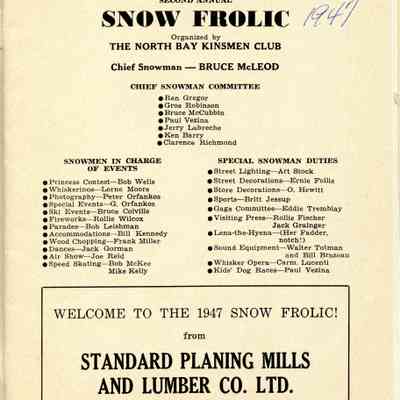 SECOND ANNUAL
SNOW FROLIC
1947
Organized by
THE NORTH BAY KINSMEN CLUB
Chief Snowman — BRUCE McLEOD
CHIEF SNOWMAN COMMITTEE
● Ren Gregor
● Gros Robinson
● Bruce McCubbin
● Paul Vezina
● Jerry Labreche
● Ken Barry
● Clarence Richmond
SNOWMEN IN CHARGE
OF EVENTS
● Princess Contest—Bob Wells
● Whiskerinos—Lorne Moore
● Photography—Peter Orfankos
● Special Events—G. Orfankos
● Ski Events—Bruce Colville
● Fireworks—Rollis Wilcox
● Parades—Bob Leishman
● Accommodations—Bill Kennedy
● Wood Chopping—Frank Miller
● Dances—Jack Gorman
● Air Show—Joe Reid
● Speed Skating—Bob McKee
Mike Kelly
SPECIAL SNOWMAN DUTIES
● Street Lighting—Art Stock
● Street Decorations—Ernie Follis
● Store Decorations—O. Hewitt
● Sports—Britt Jessup
● Gags Committee—Eddie Tremblay
● Visiting Press—Rollis Fischer
Jack Grainger
● Lena-the-Hyena—(Her Fadder,
notch!)
● Sound Equipment—Walter Totman
and Bill Brazeau
● Whisker Opera—Carm. Lucenti
● Kids' Dog Races—Paul Vezina
WELCOME TO THE 1947 SNOW FROLIC!
from
STANDARD PLANING MILLS
AND LUMBER CO. LTD.